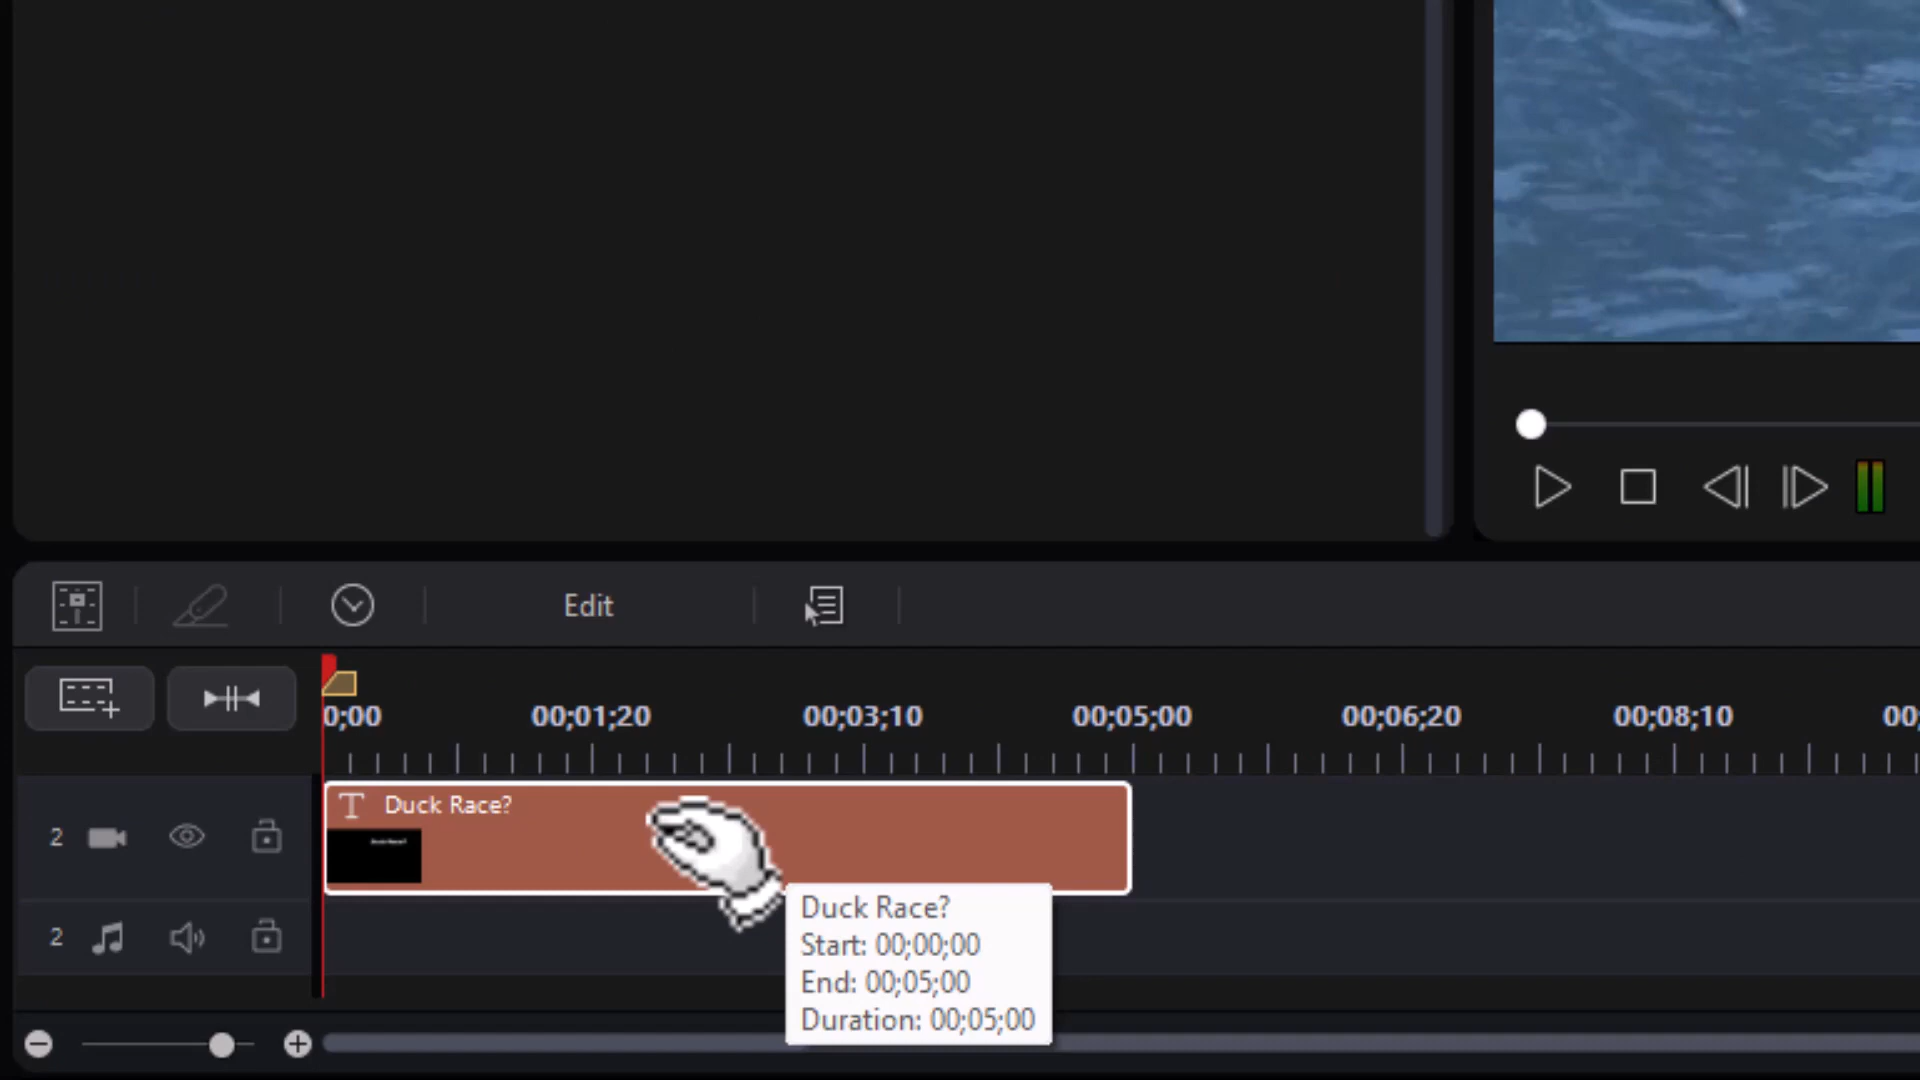 Edit
0;00 00;01;20 00;03;10 00;05;00 00;06;20 00;08;10 00;
T Duck Race?
2
Duck Race?
Start: 00;00;00
End: 00;05;00
Duration: 00;05;00
2